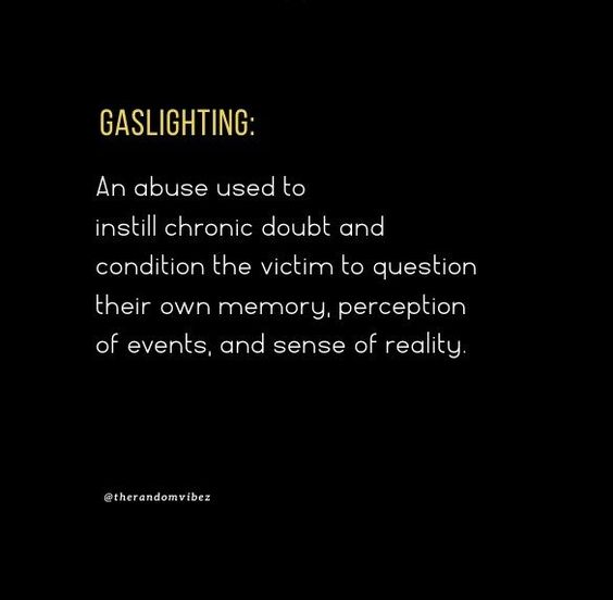 GASLIGHTING:
An abuse used to
instill chronic doubt and
condition the victim to question
their own memory, perception
of events, and sense of reality.
@therandomvibez